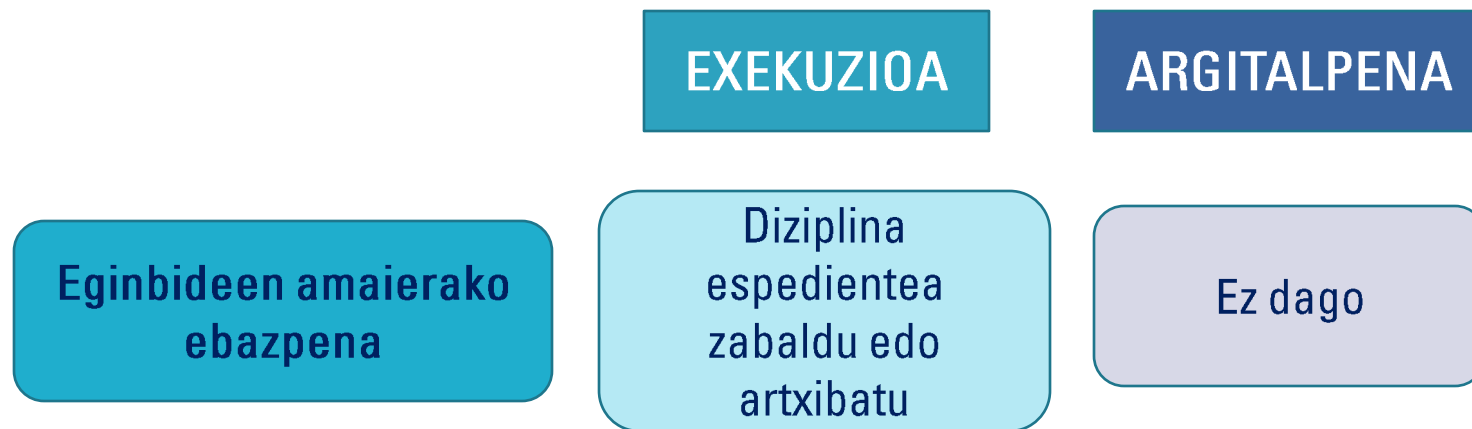 EXEKUZIOA
ARGITALPENA
Eginbideen amaierako
ebazpena
Diziplina
espedientea
zabaldu edo
artxibatu
Ez dago